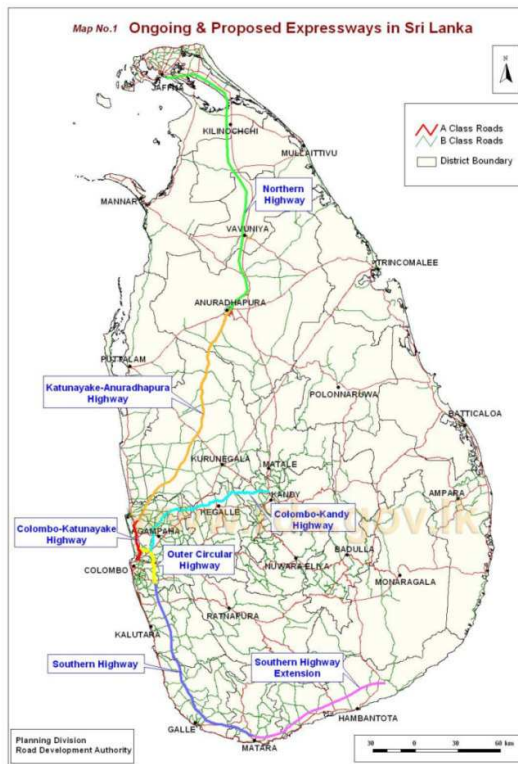 Map No.1 Ongoing & Proposed Expressways in Sri Lanka
N
JAFFNA
KILINOCHCHI
MULLAITTIVU
A Class Roads
B Class Roads
District Boundary
MANNAR
Northern
Highway
VAVUNIYA
TRINCOMALEE
ANURADHAPURA
PUTTALAM
Katunayake-Anuradhapura
Highway
POLONNARUWA
BATTICALOA
KURUNEGALA
MATALE
KANDY
AMPARA
KEGALLE
Colombo-Kandy
Highway
Colombo-Katunayake
Highway
GAMPAHA
Outer Circular
Highway
BADULLA
COLOMBO
NUWARA-ELIYA
MONARAGALA
RATNAPURA
KALUTARA
Southern Highway
Southern Highway
Extension
HAMBANTOTA
GALLE
MATARA
Planning Division
Road Development Authority
30 0 30 60 km
gov.lk